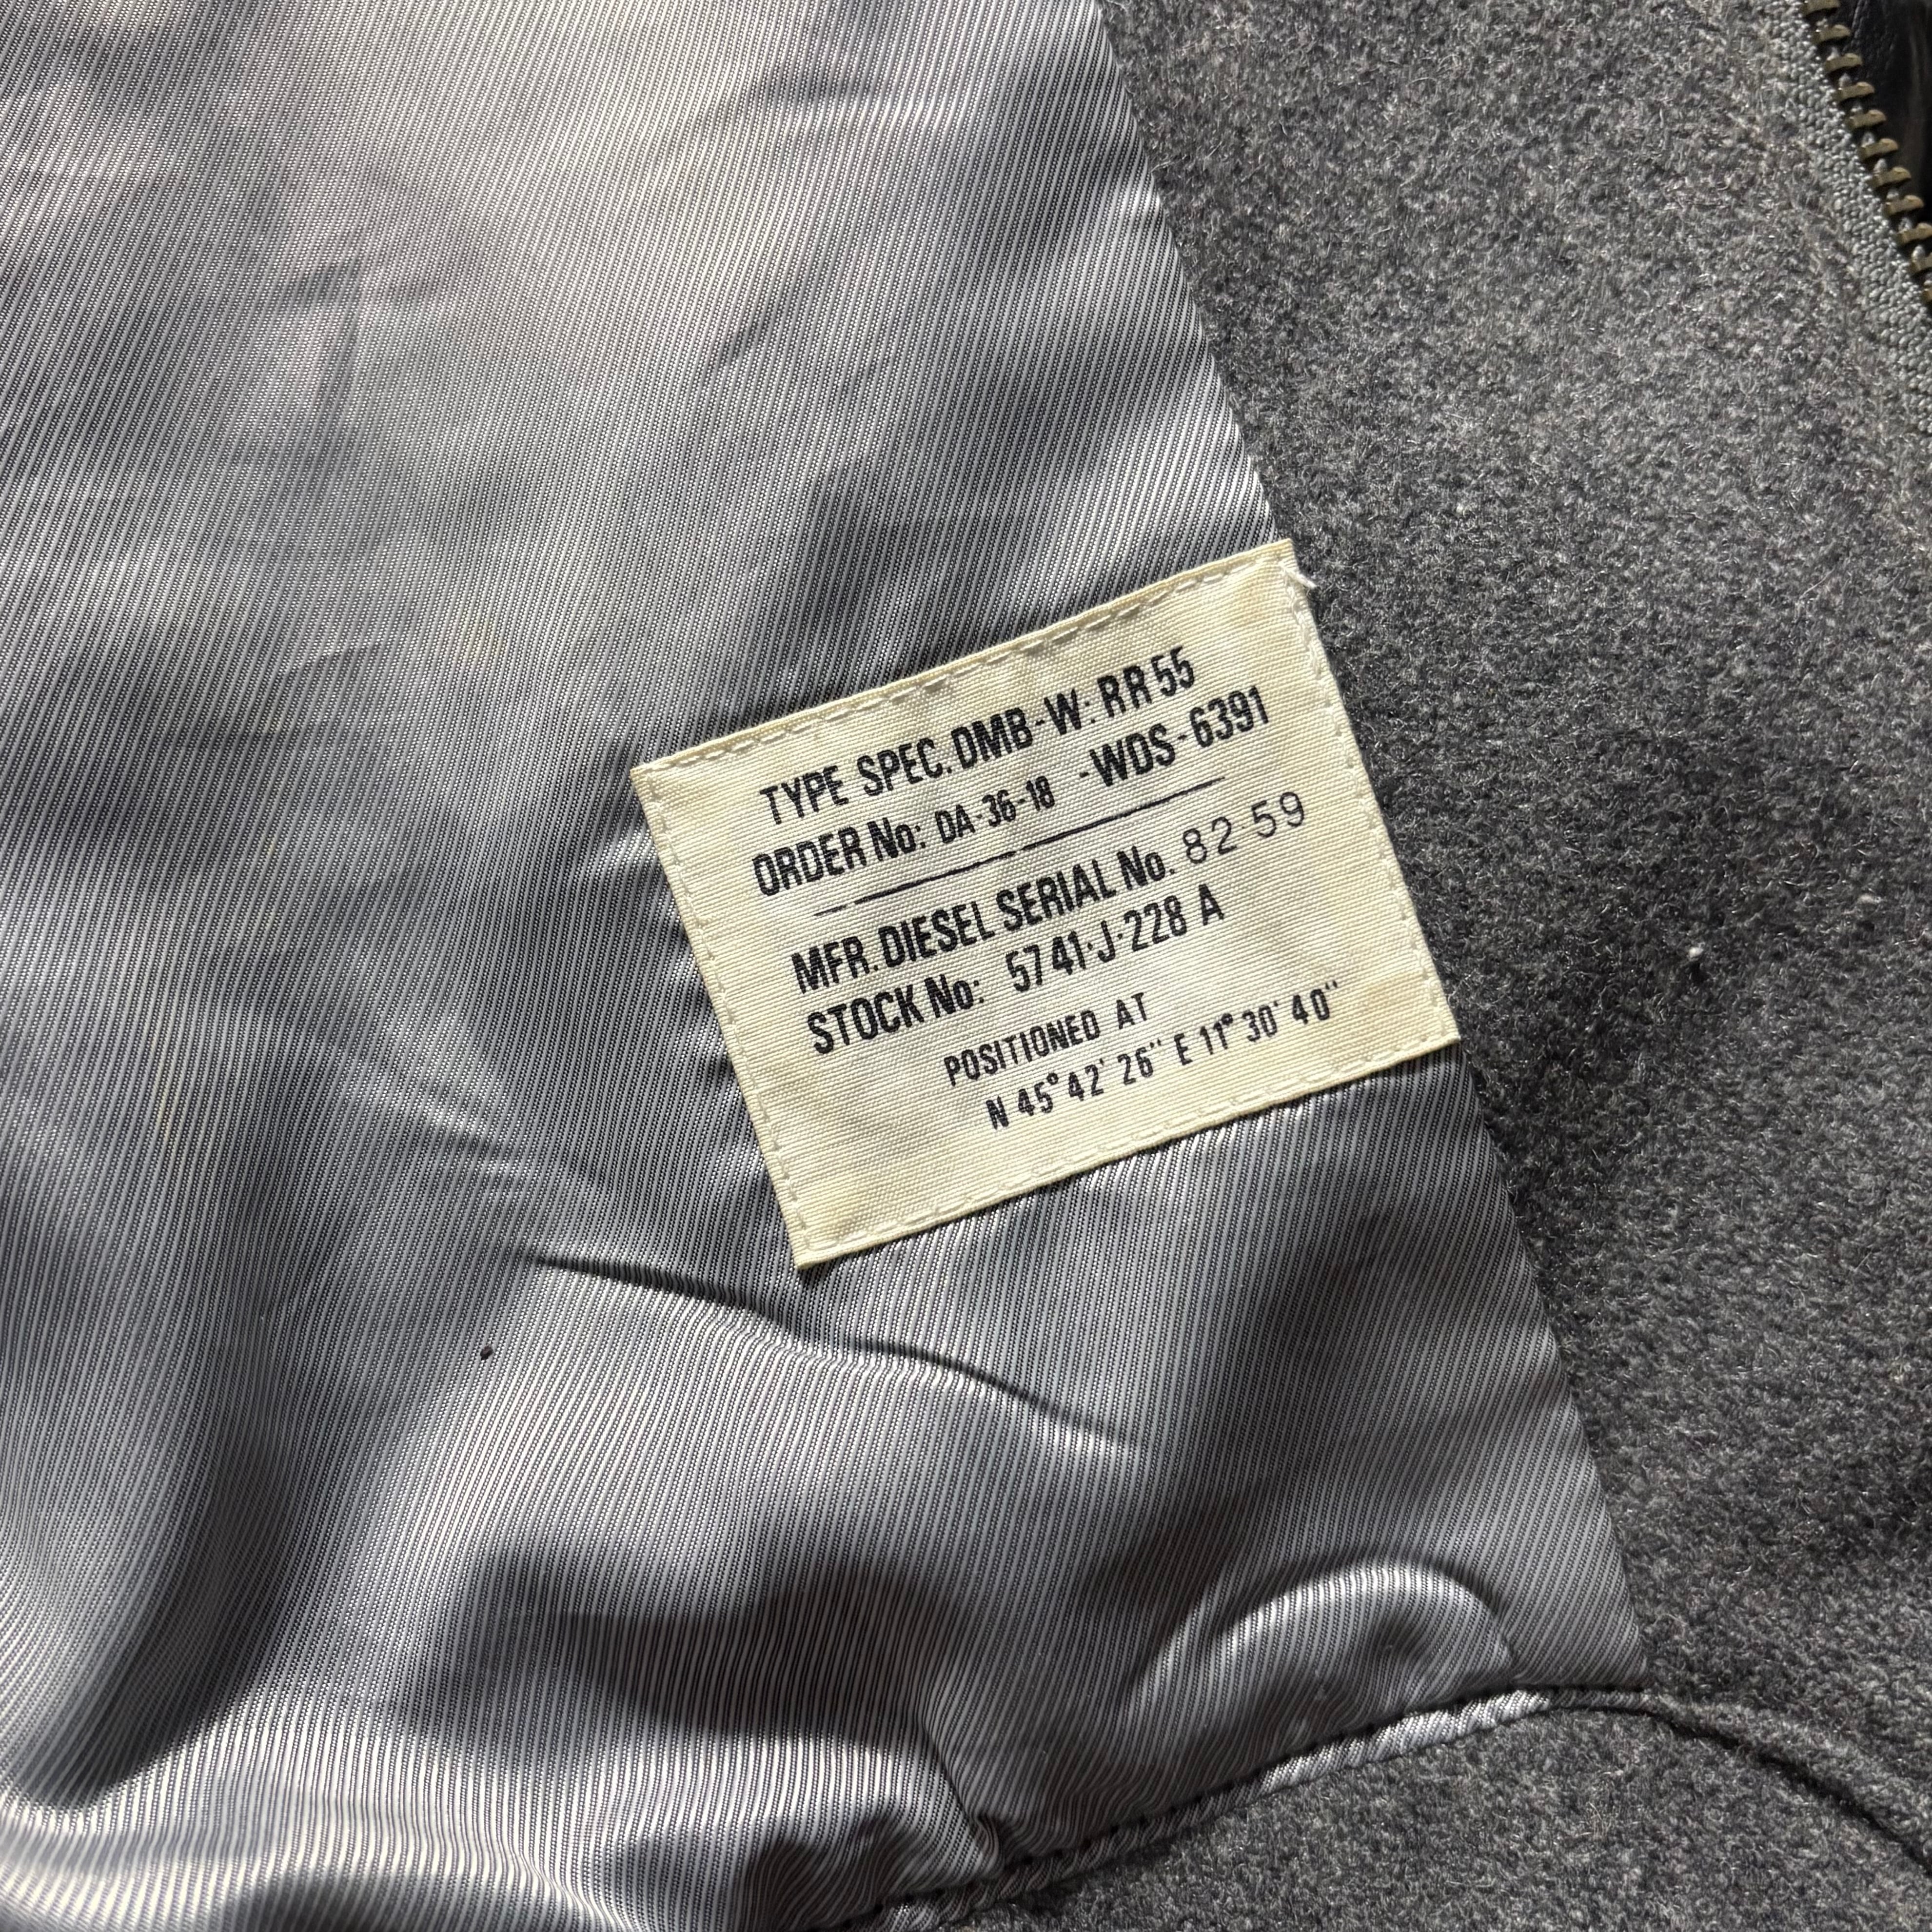 TYPE SPEC. DMB-W: RR 55
ORDER No: DA-36-18 -WDS-6391
MFR. DIESEL SERIAL No. 82-59
STOCK No: 5741-J-228 A
POSITIONED AT
N 45° 42' 26" E 11° 30' 40"